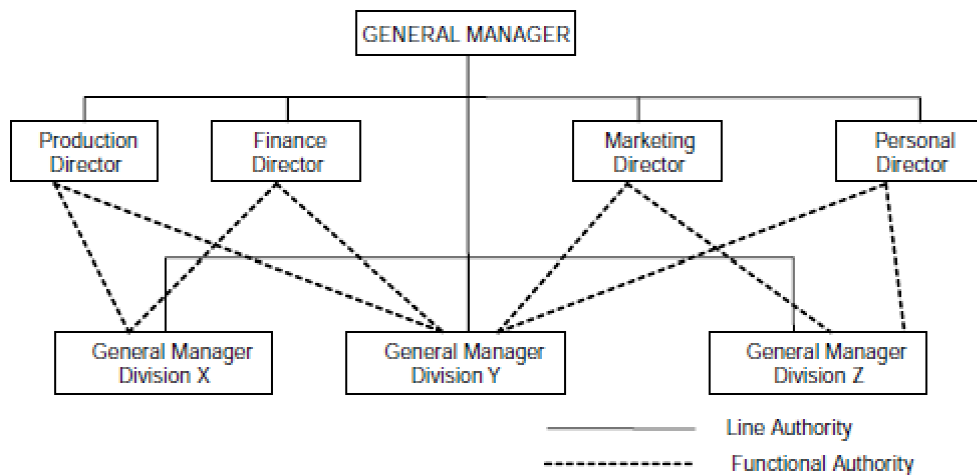 GENERAL MANAGER
Production
Director
Finance
Director
Marketing
Director
Personal
Director
General Manager
Division X
General Manager
Division Y
General Manager
Division Z
Line Authority
Functional Authority